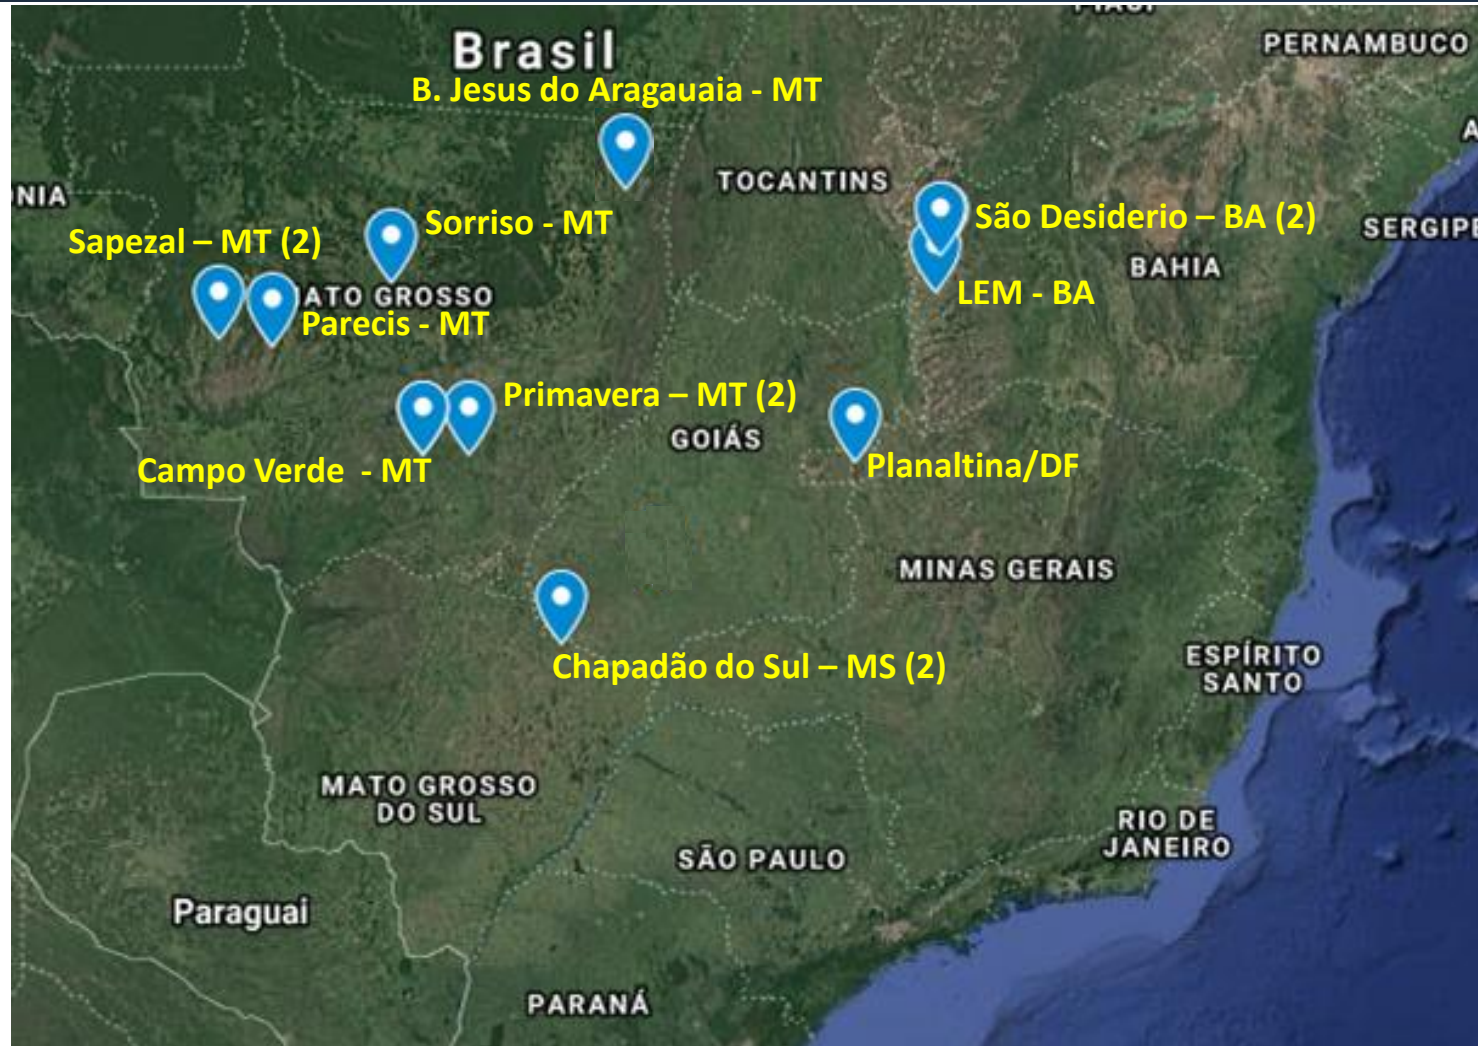 PIAUÍ
Brasil
PERNAMBUCO
B. Jesus do Aragauaia - MT
A
TOCANTINS
ONIA
São Desiderio – BA (2)
Sorriso - MT
SERGIPE
Sapezal – MT (2)
BAHIA
LEM - BA
ATO GROSSO
Parecis - MT
Primavera – MT (2)
GOIÁS
Planaltina/DF
Campo Verde - MT
MINAS GERAIS
ESPÍRITO
SANTO
Chapadão do Sul – MS (2)
MATO GROSSO
DO SUL
RIO DE
JANEIRO
SÃO PAULO
Paraguai
PARANÁ